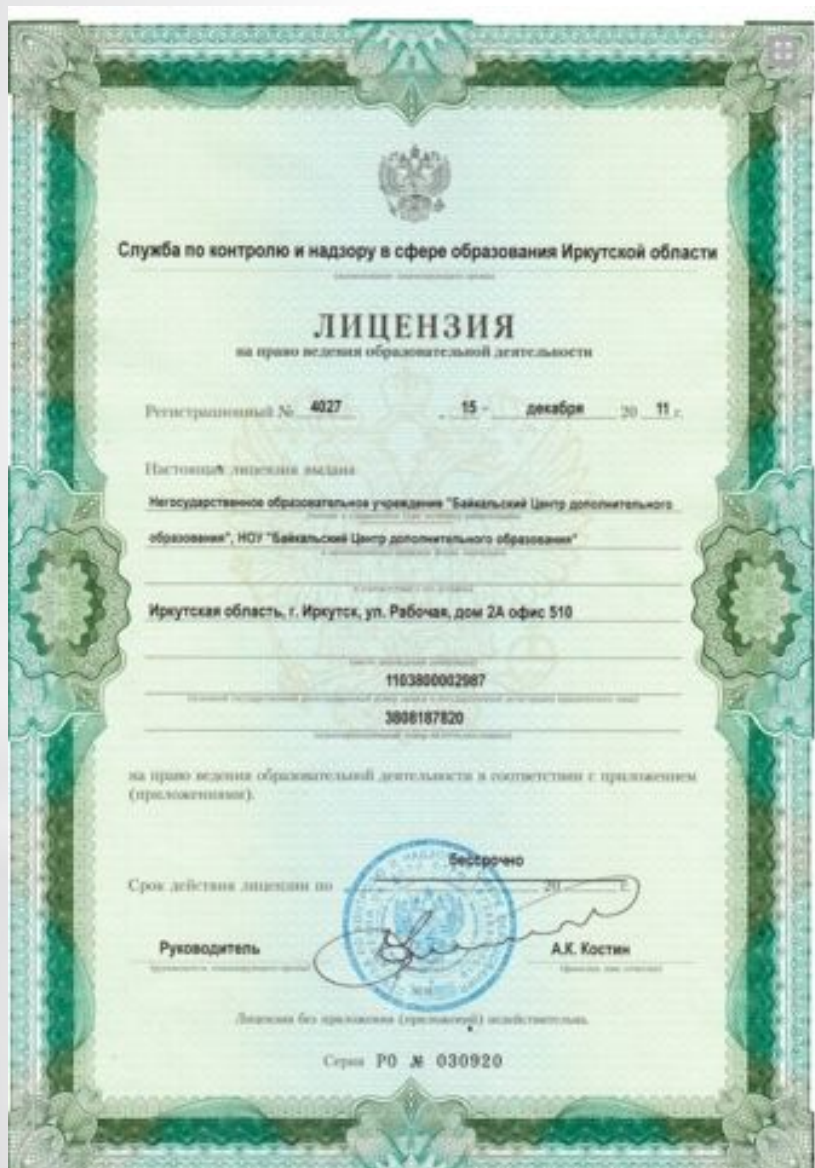 Служба по контролю и надзору в сфере образования Иркутской области
ЛИЦЕНЗИЯ
на право ведения образовательной деятельности
Регистрационный № 4027 15 - декабря 20 11 г.
Настоящая лицензия выдана
Негосударственное образовательное учреждение "Байкальский Центр дополнительного
образования", НОУ "Байкальский Центр дополнительного образования"
Иркутская область, г. Иркутск, ул. Рабочая, дом 2А офис 510
1103800002987
3808187820
на право ведения образовательной деятельности в соответствии с приложением
(приложениями).
бессрочно
Срок действия лицензии по 20 г.
Руководитель А.К. Костин
М.П.
Лицензия без приложения (приложений) недействительна.
Серия РО № 030920